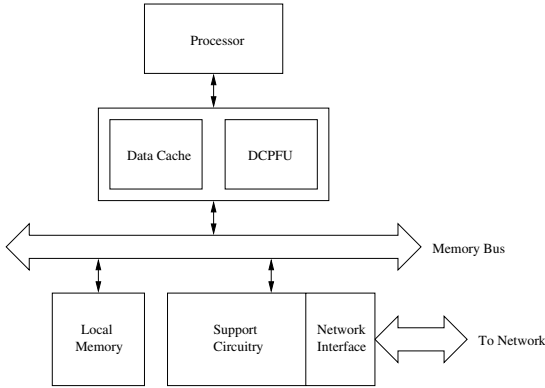 Processor
Data Cache
DCPFU
Memory Bus
Local
Memory
Support
Circuitry
Network
Interface
To Network